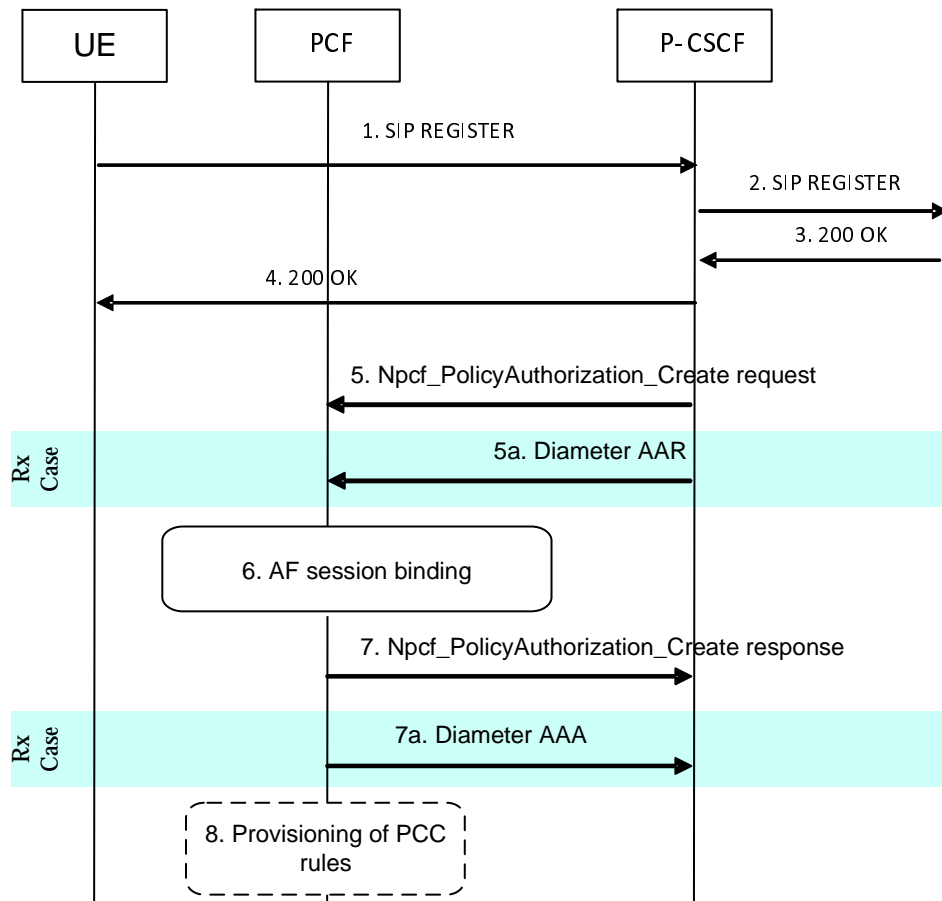 UE
PCF
P-CSCF
1. SIP REGISTER
2. SIP REGISTER
3. 200 OK
4. 200 OK
5. Npcf_PolicyAuthorization_Create request
Rx
Case
5a. Diameter AAR
6. AF session binding
7. Npcf_PolicyAuthorization_Create response
Rx
Case
7a. Diameter AAA
8. Provisioning of PCC
rules